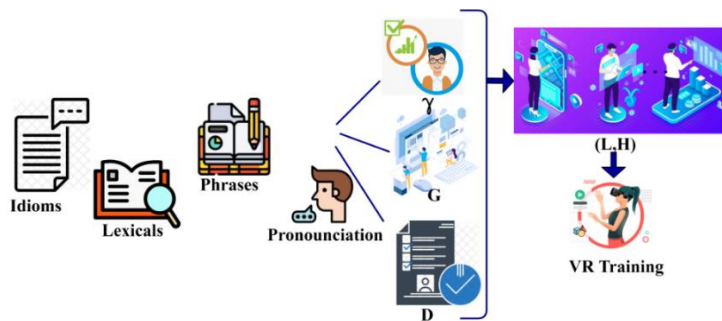 Idioms
Lexicals
Phrases
Pronounciation
γ
G
D
(L,H)
VR Training